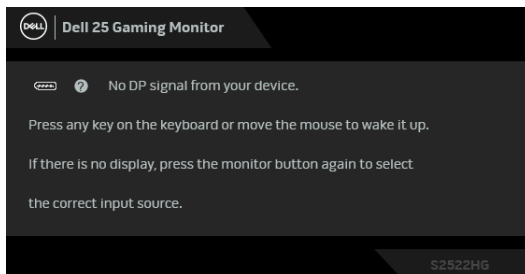 DELL
Dell 25 Gaming Monitor
No DP signal from your device.
Press any key on the keyboard or move the mouse to wake it up.
If there is no display, press the monitor button again to select
the correct input source.
S2522HG